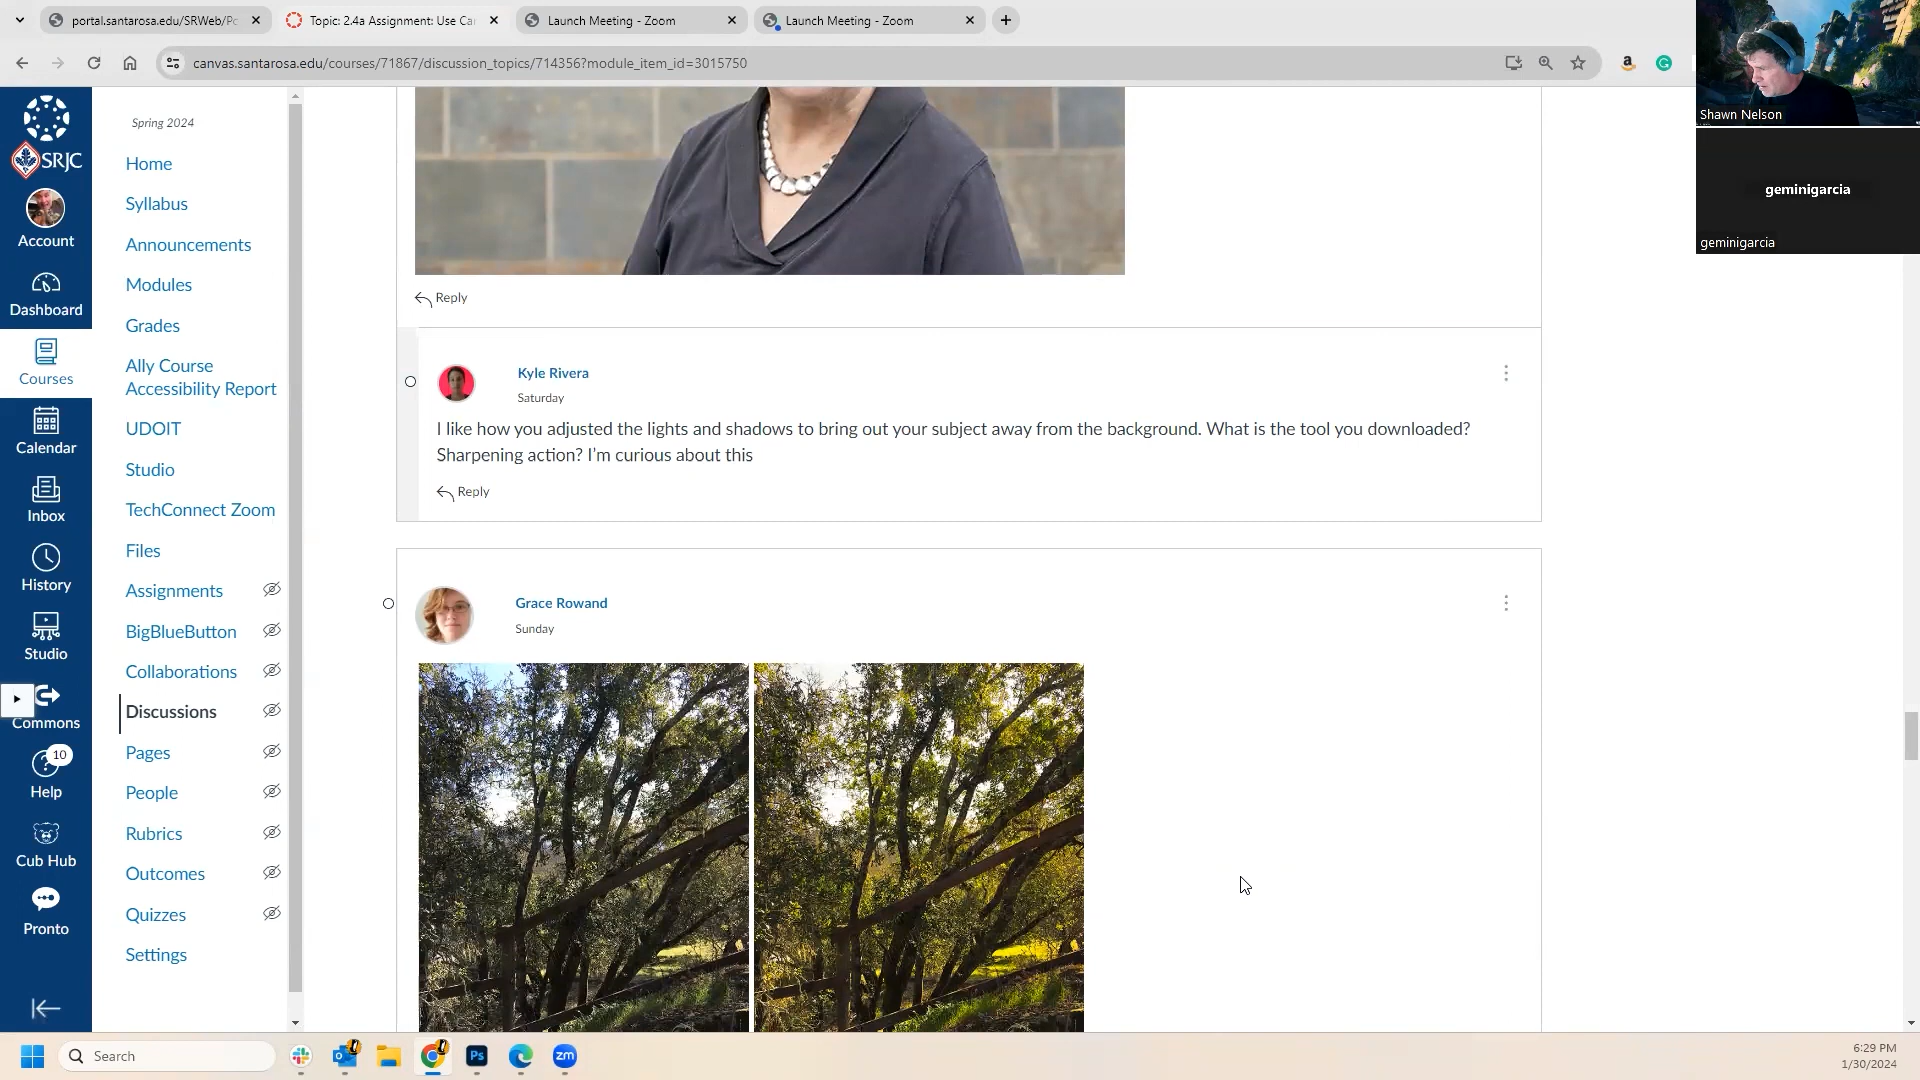 portal.santarosa.edu/SRWeb/Po
Topic: 2.4a Assignment: Use Ca
Launch Meeting - Zoom
Launch Meeting - Zoom
canvas.santarosa.edu/courses/71867/discussion_topics/714356?module_item_id=3015750
Shawn Nelson
geminigarcia
geminigarcia
SRJC
Account
Dashboard
Courses
Calendar
Inbox
History
Studio
Commons
10
Help
Cub Hub
Pronto
Spring 2024
Home
Syllabus
Announcements
Modules
Grades
Ally Course
Accessibility Report
UDOIT
Studio
TechConnect Zoom
Files
Assignments
BigBlueButton
Collaborations
Discussions
Pages
People
Rubrics
Outcomes
Quizzes
Settings
Reply
Kyle Rivera
Saturday
I like how you adjusted the lights and shadows to bring out your subject away from the background. What is the tool you downloaded?
Sharpening action? I'm curious about this
Reply
Grace Rowand
Sunday
Search
Ps
zm
6:29 PM
1/30/2024